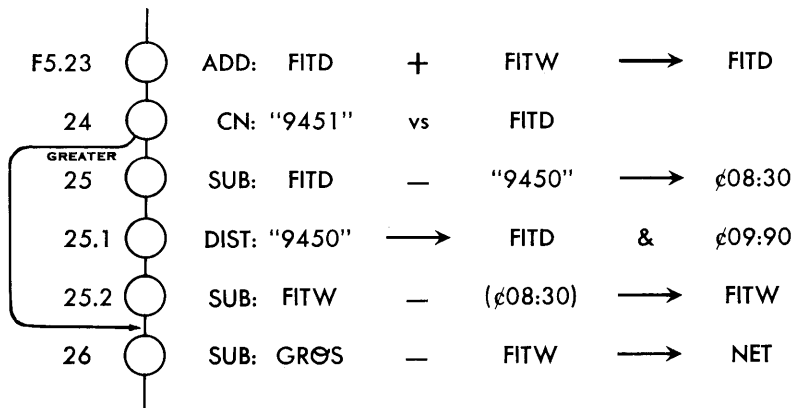 F5.23 ADD: FITD + FITW → FITD
24 CN: "9451" vs FITD
GREATER
25 SUB: FITD — "9450" → ¢08:30
25.1 DIST: "9450" → FITD & ¢09:90
25.2 SUB: FITW — (¢08:30) → FITW
26 SUB: GRΘS — FITW → NET